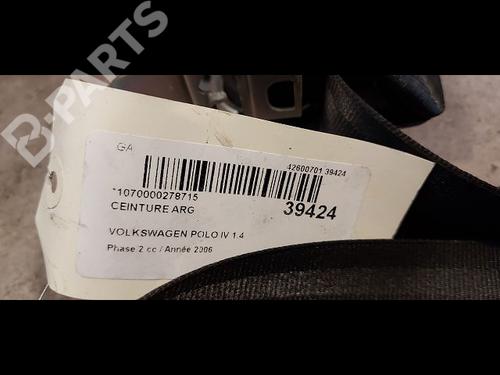 B-PARTS
GA
42600701 39424
*1070000278715
CEINTURE ARG
39424
VOLKSWAGEN POLO IV 1.4
Phase 2 cc / Année 2006